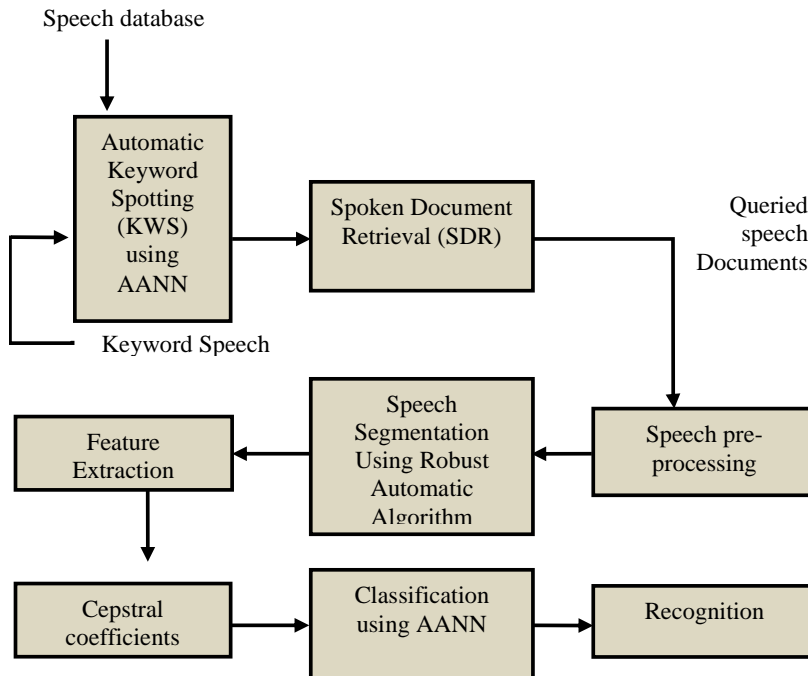 Speech database
Automatic
Keyword
Spotting
(KWS)
using
AANN
Spoken Document
Retrieval (SDR)
Queried
speech
Documents
Keyword Speech
Speech pre-
processing
Speech
Segmentation
Using Robust
Automatic
Algorithm
Feature
Extraction
Cepstral
coefficients
Classification
using AANN
Recognition